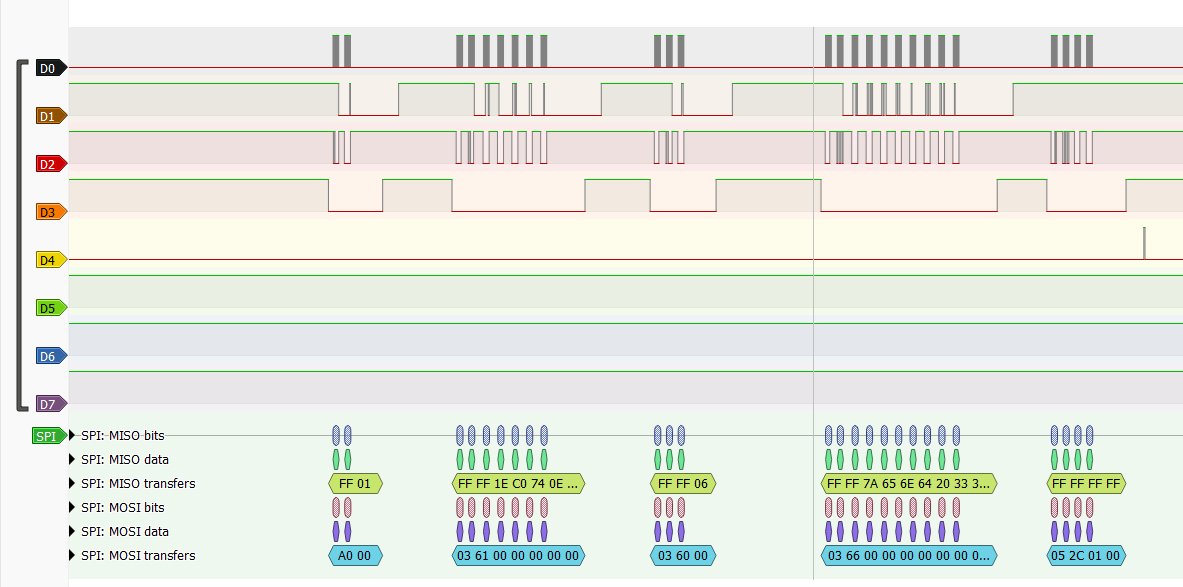 D0
D1
D2
D3
D4
D5
D6
D7
SPI SPI: MISO bits
SPI: MISO data
SPI: MISO transfers FF 01 FF FF 1E C0 74 0E ... FF FF 06 FF FF 7A 65 6E 64 20 33 3... FF FF FF FF
SPI: MOSI bits
SPI: MOSI data
SPI: MOSI transfers A0 00 03 61 00 00 00 00 00 03 60 00 03 66 00 00 00 00 00 00 0... 05 2C 01 00